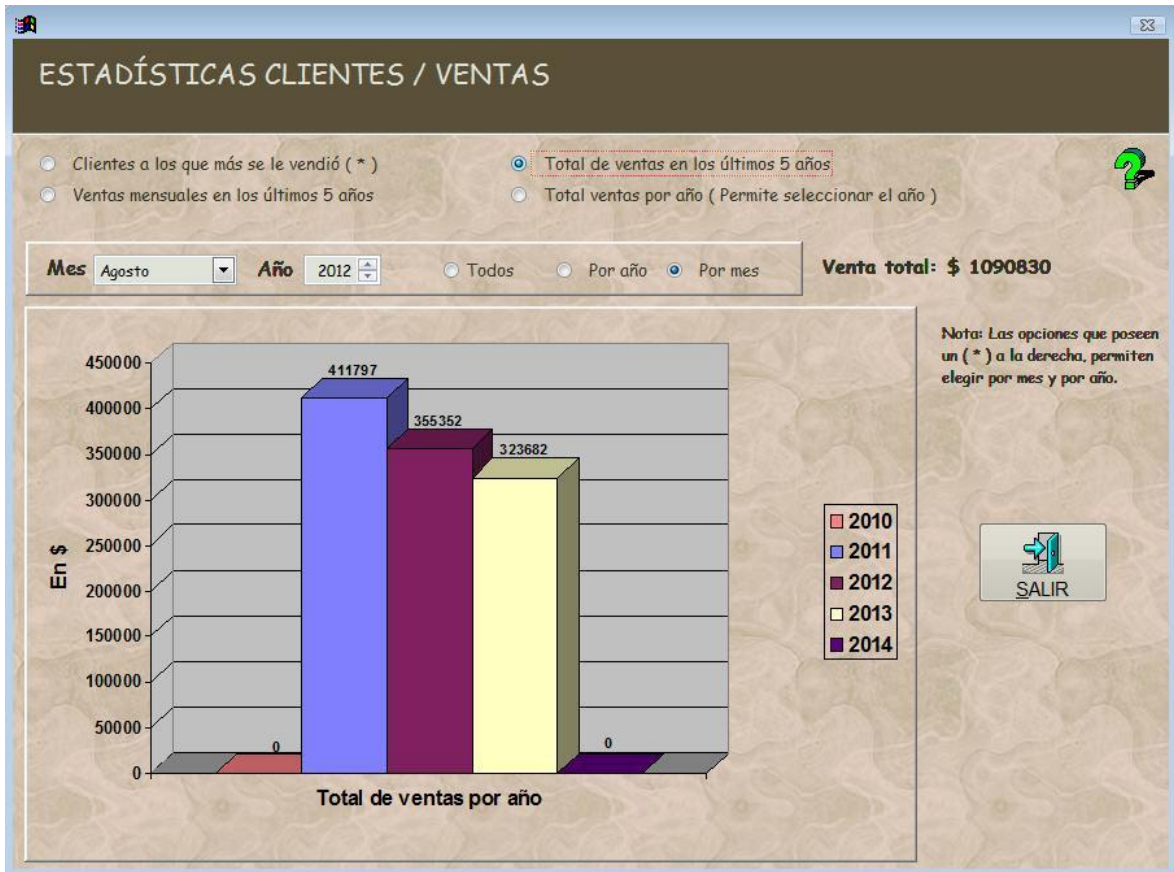 ESTADÍSTICAS CLIENTES / VENTAS
Clientes a los que más se le vendió ( * )
Total de ventas en los últimos 5 años
Ventas mensuales en los últimos 5 años
Total ventas por año ( Permite seleccionar el año )
Mes Agosto Año 2012 Todos Por año Por mes
Venta total: $ 1090830
Nota: Las opciones que poseen
un ( * ) a la derecha, permiten
elegir por mes y por año.
En $
450000
400000
350000
300000
250000
200000
150000
100000
50000
0
0
411797
355352
323682
0
Total de ventas por año
2010
2011
2012
2013
2014
SALIR